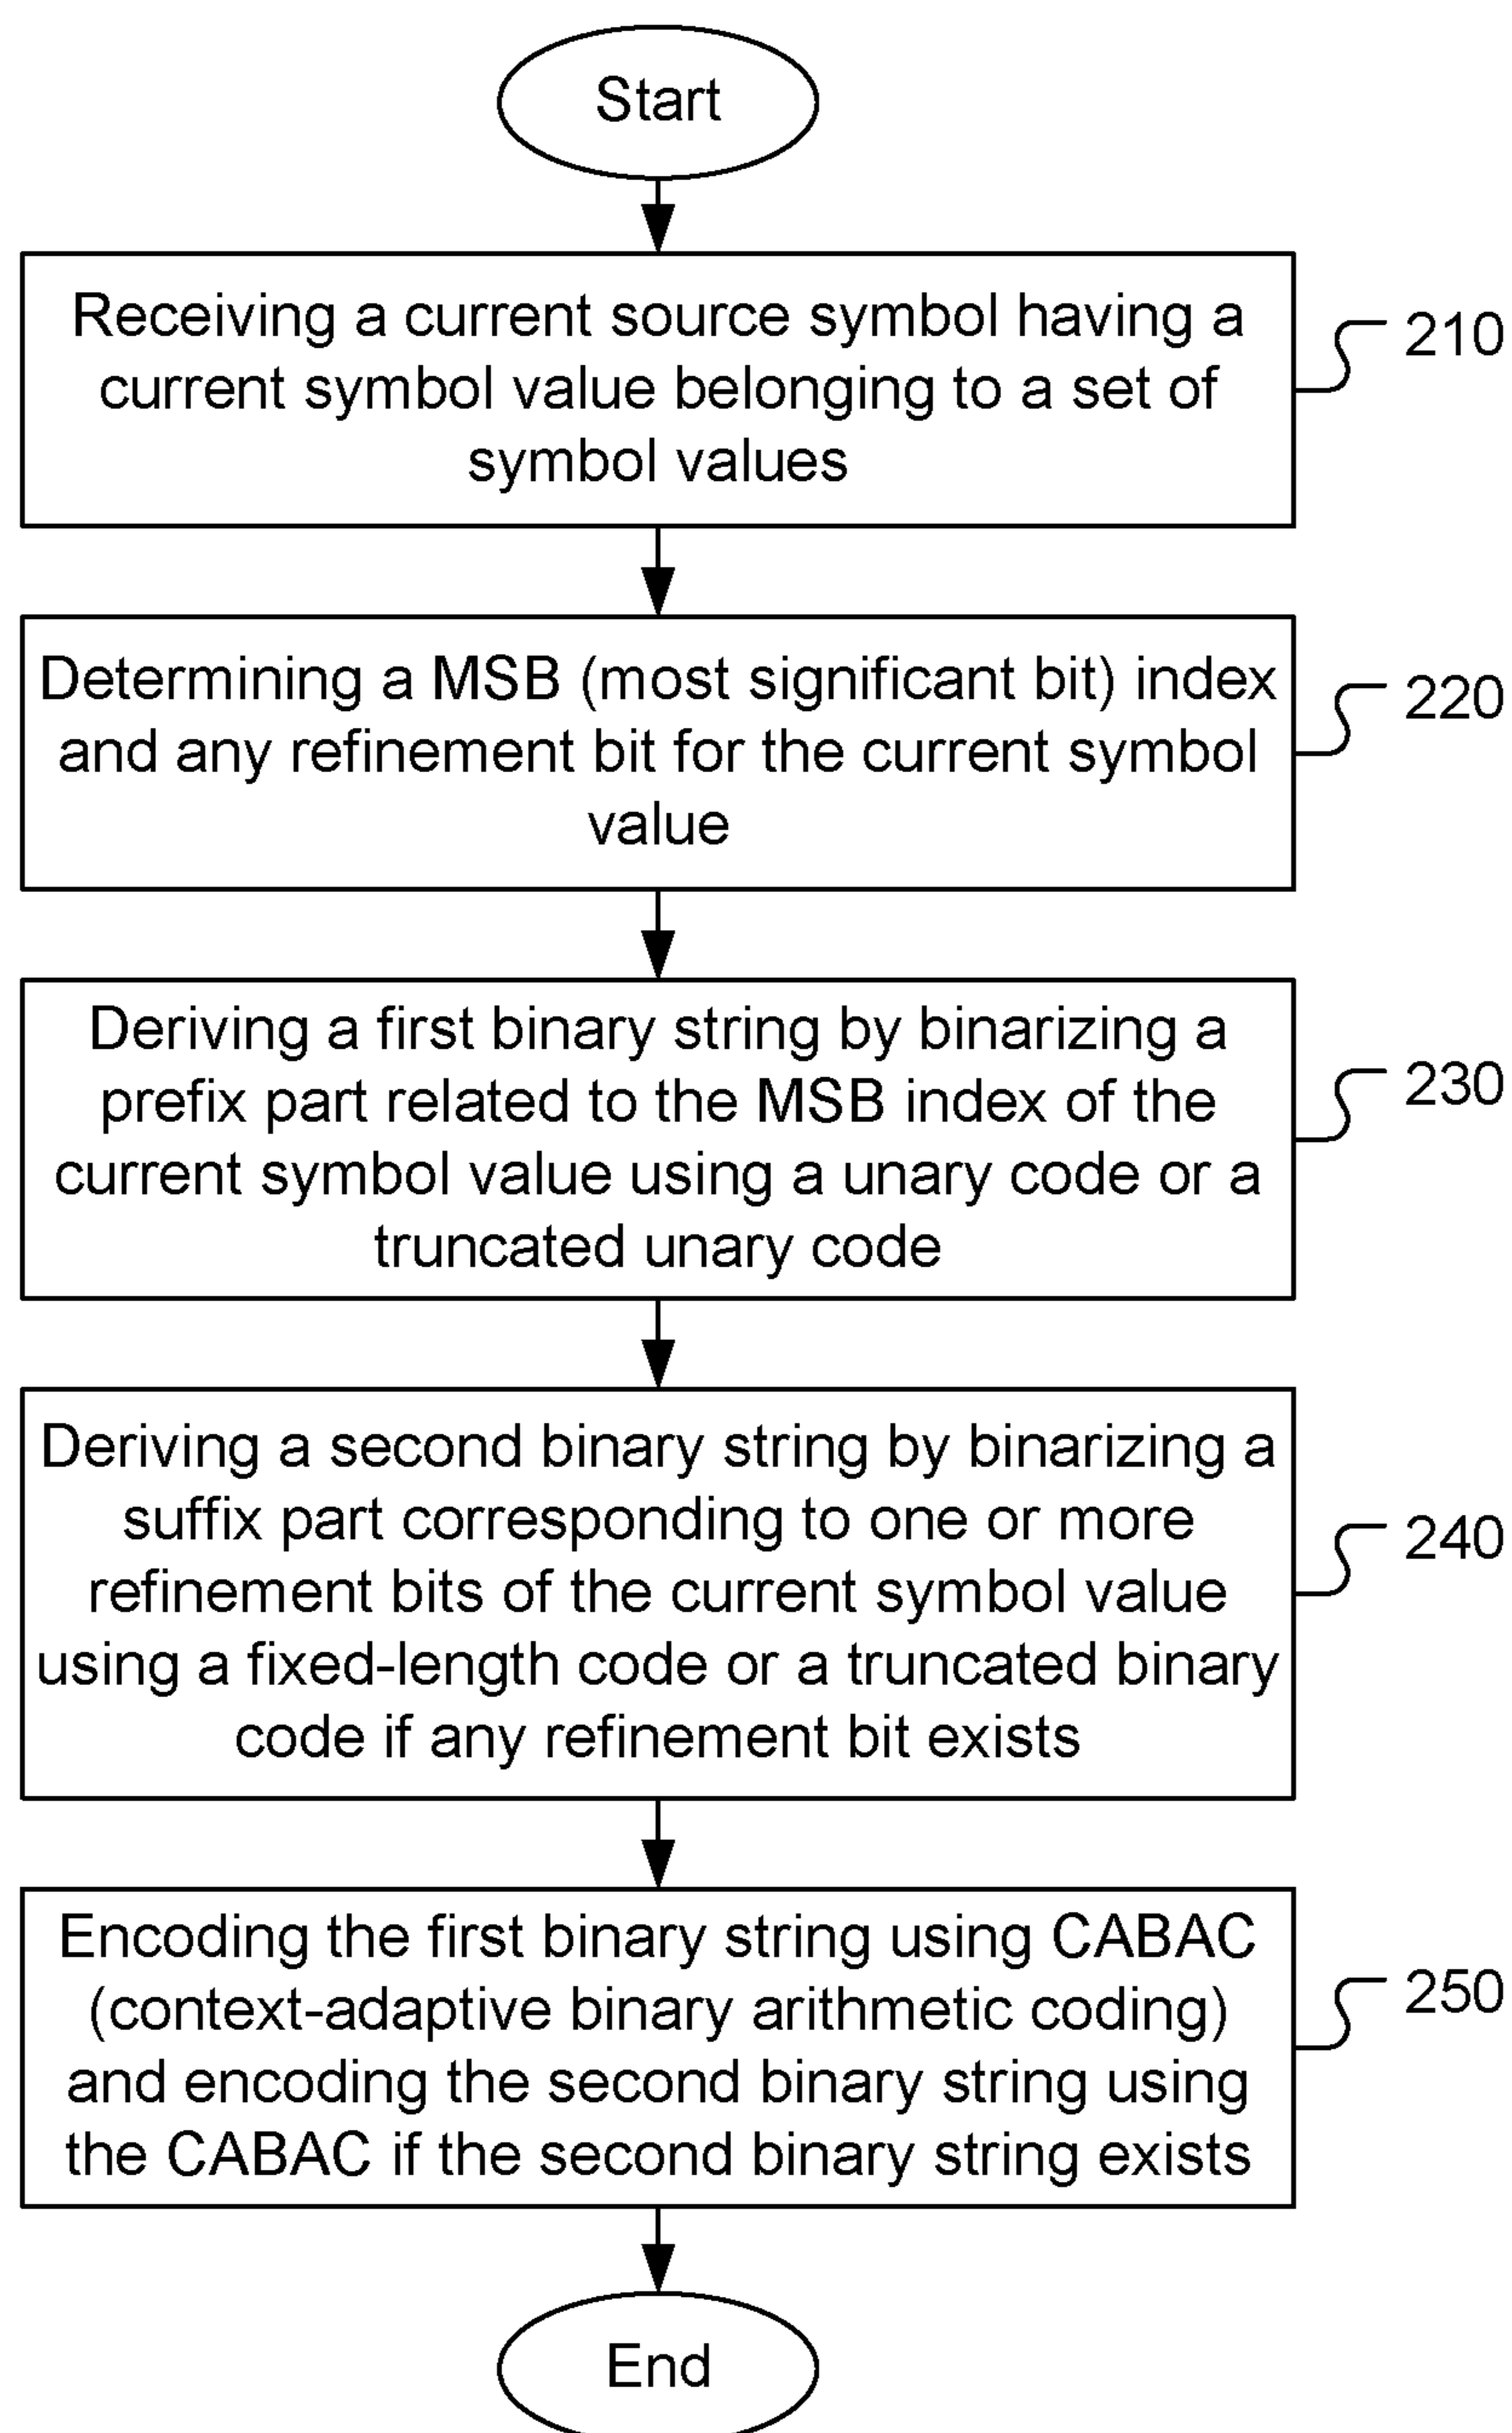 Start
Receiving a current source symbol having a
current symbol value belonging to a set of
symbol values
210
Determining a MSB (most significant bit) index
and any refinement bit for the current symbol
value
220
Deriving a first binary string by binarizing a
prefix part related to the MSB index of the
current symbol value using a unary code or a
truncated unary code
230
Deriving a second binary string by binarizing a
suffix part corresponding to one or more
refinement bits of the current symbol value
using a fixed-length code or a truncated binary
code if any refinement bit exists
240
Encoding the first binary string using CABAC
(context-adaptive binary arithmetic coding)
and encoding the second binary string using
the CABAC if the second binary string exists
250
End